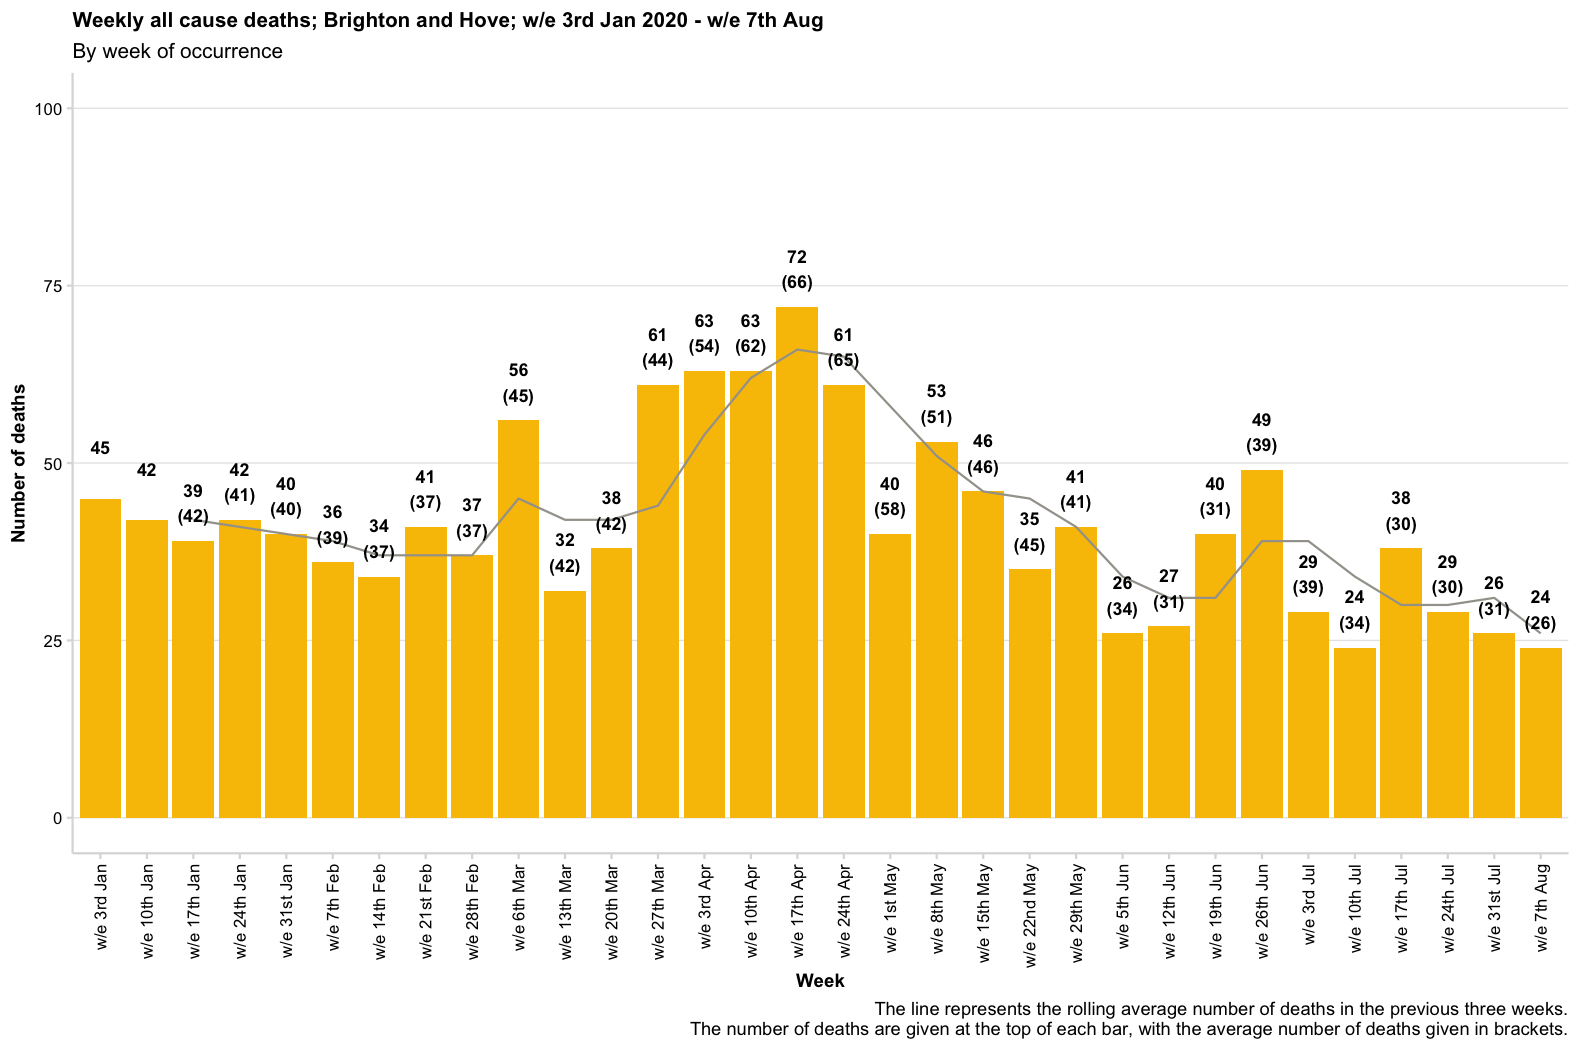 Weekly all cause deaths; Brighton and Hove; w/e 3rd Jan 2020 - w/e 7th Aug
By week of occurrence
Number of deaths
100
75
50
25
0
45
42
39
(42)
42
(41)
40
(40)
36
(39)
34
(37)
41
(37)
37
(37)
56
(45)
32
(42)
38
(42)
61
(44)
63
(54)
63
(62)
72
(66)
61
(65)
40
(58)
53
(51)
46
(46)
35
(45)
41
(41)
26
(34)
27
(31)
40
(31)
49
(39)
29
(39)
24
(34)
38
(30)
29
(30)
26
(31)
24
(26)
w/e 3rd Jan
w/e 10th Jan
w/e 17th Jan
w/e 24th Jan
w/e 31st Jan
w/e 7th Feb
w/e 14th Feb
w/e 21st Feb
w/e 28th Feb
w/e 6th Mar
w/e 13th Mar
w/e 20th Mar
w/e 27th Mar
w/e 3rd Apr
w/e 10th Apr
w/e 17th Apr
w/e 24th Apr
w/e 1st May
w/e 8th May
w/e 15th May
w/e 22nd May
w/e 29th May
w/e 5th Jun
w/e 12th Jun
w/e 19th Jun
w/e 26th Jun
w/e 3rd Jul
w/e 10th Jul
w/e 17th Jul
w/e 24th Jul
w/e 31st Jul
w/e 7th Aug
Week
The line represents the rolling average number of deaths in the previous three weeks.
The number of deaths are given at the top of each bar, with the average number of deaths given in brackets.